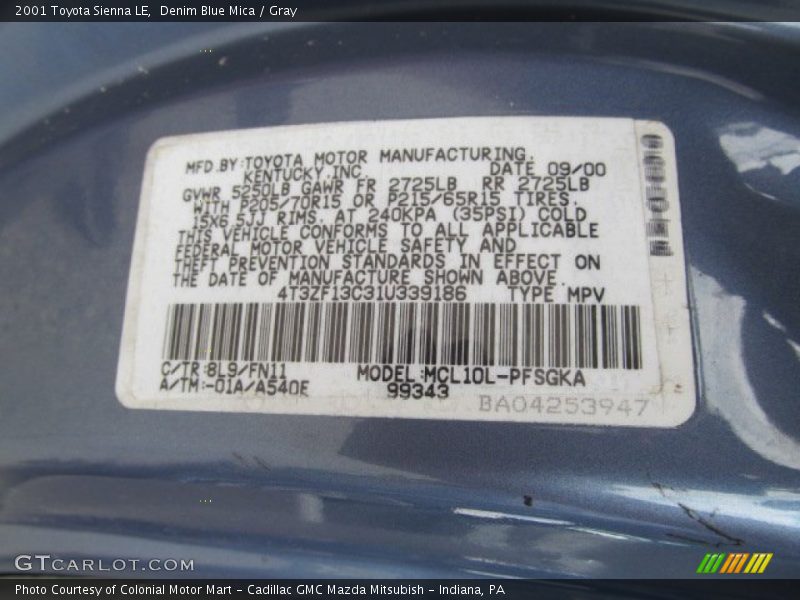 2001 Toyota Sienna LE,  Denim Blue Mica / Gray
MFD.BY:TOYOTA MOTOR MANUFACTURING,
KENTUCKY,INC. DATE 09/00
GVWR 5250LB GAWR FR 2725LB RR 2725LB
WITH P205/70R15 OR P215/65R15 TIRES,
15X6.5JJ RIMS, AT 240KPA (35PSI) COLD
THIS VEHICLE CONFORMS TO ALL APPLICABLE
FEDERAL MOTOR VEHICLE SAFETY AND
THEFT PREVENTION STANDARDS IN EFFECT ON
THE DATE OF MANUFACTURE SHOWN ABOVE.
4T3ZF13C31U339186 TYPE MPV
C/TR:8L9/FN11 MODEL:MCL10L-PFSGKA
A/TM:-01A/A540E 99343
BA04253947
GTCARLOT.COM
Photo Courtesy of Colonial Motor Mart - Cadillac GMC Mazda Mitsubish - Indiana, PA